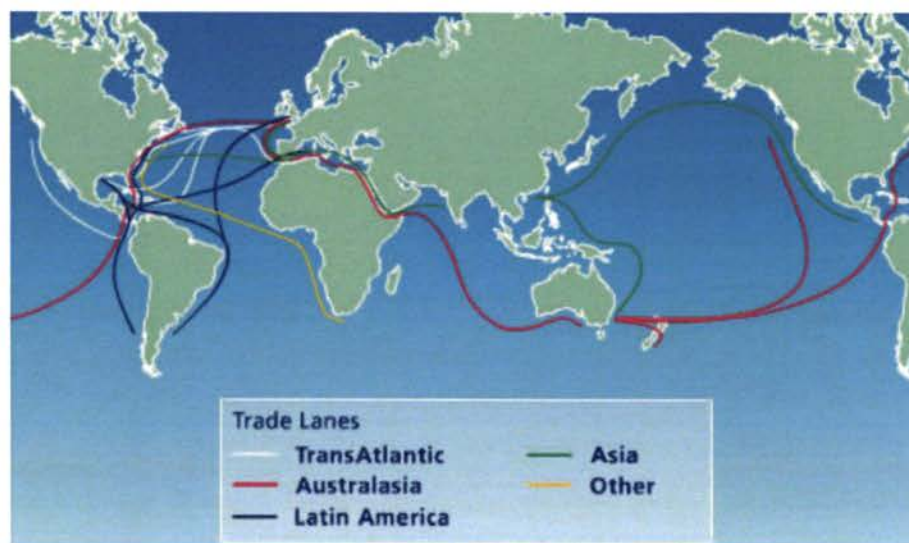 Trade Lanes
TransAtlantic
Australasia
Latin America
Asia
Other